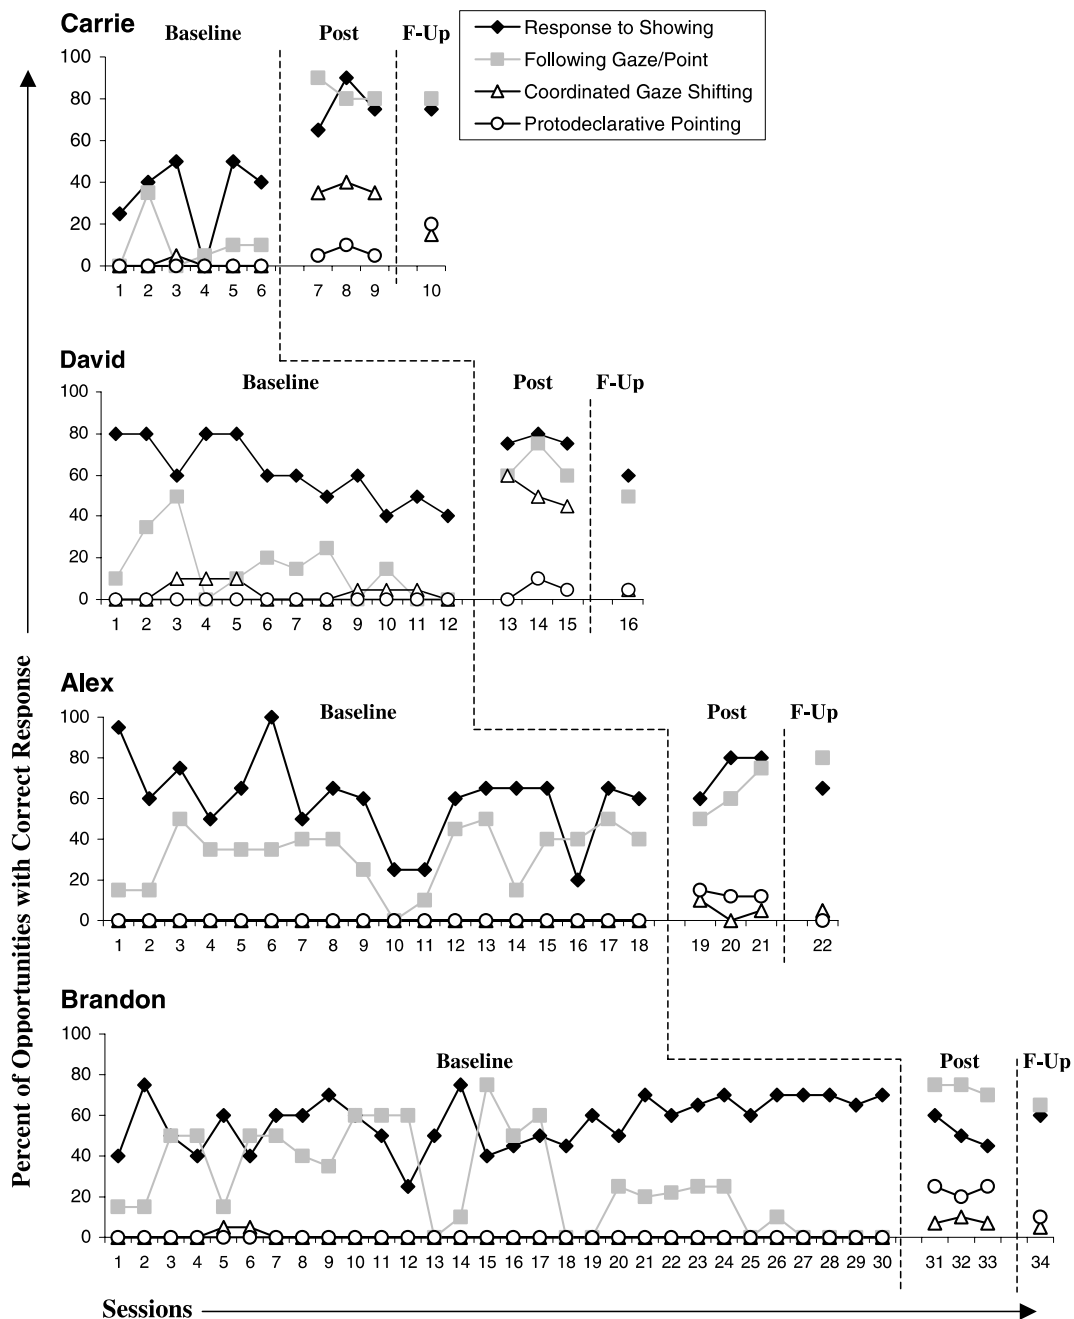 Carrie
Baseline
Post
F-Up
Response to Showing
Following Gaze/Point
Coordinated Gaze Shifting
Protodeclarative Pointing
100
80
60
40
20
0
1 2 3 4 5 6 7 8 9 10
David
Baseline
Post
F-Up
100
80
60
40
20
0
1 2 3 4 5 6 7 8 9 10 11 12 13 14 15 16
Alex
Baseline
Post
F-Up
100
80
60
40
20
0
1 2 3 4 5 6 7 8 9 10 11 12 13 14 15 16 17 18 19 20 21 22
Brandon
Baseline
Post
F-Up
100
80
60
40
20
0
1 2 3 4 5 6 7 8 9 10 11 12 13 14 15 16 17 18 19 20 21 22 23 24 25 26 27 28 29 30 31 32 33 34
Percent of Opportunities with Correct Response
Sessions